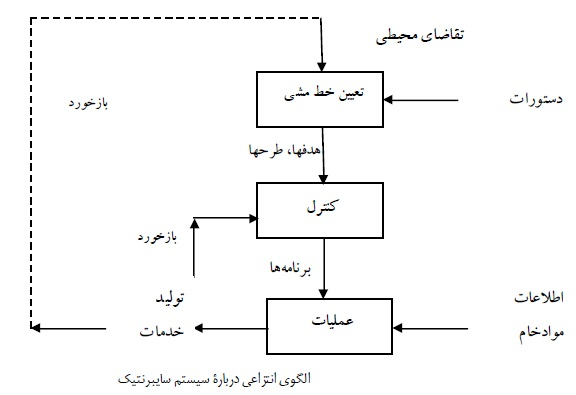 تقاضای محیطی
تعیین خط مشی
دستورات
بازخورد
هدفها، طرحها
کنترل
بازخورد
برنامه‌ها
اطلاعات
تولید
عملیات
موادخام
خدمات
الگوی انتزاعی دربارهٔ سیستم سایبرنتیک